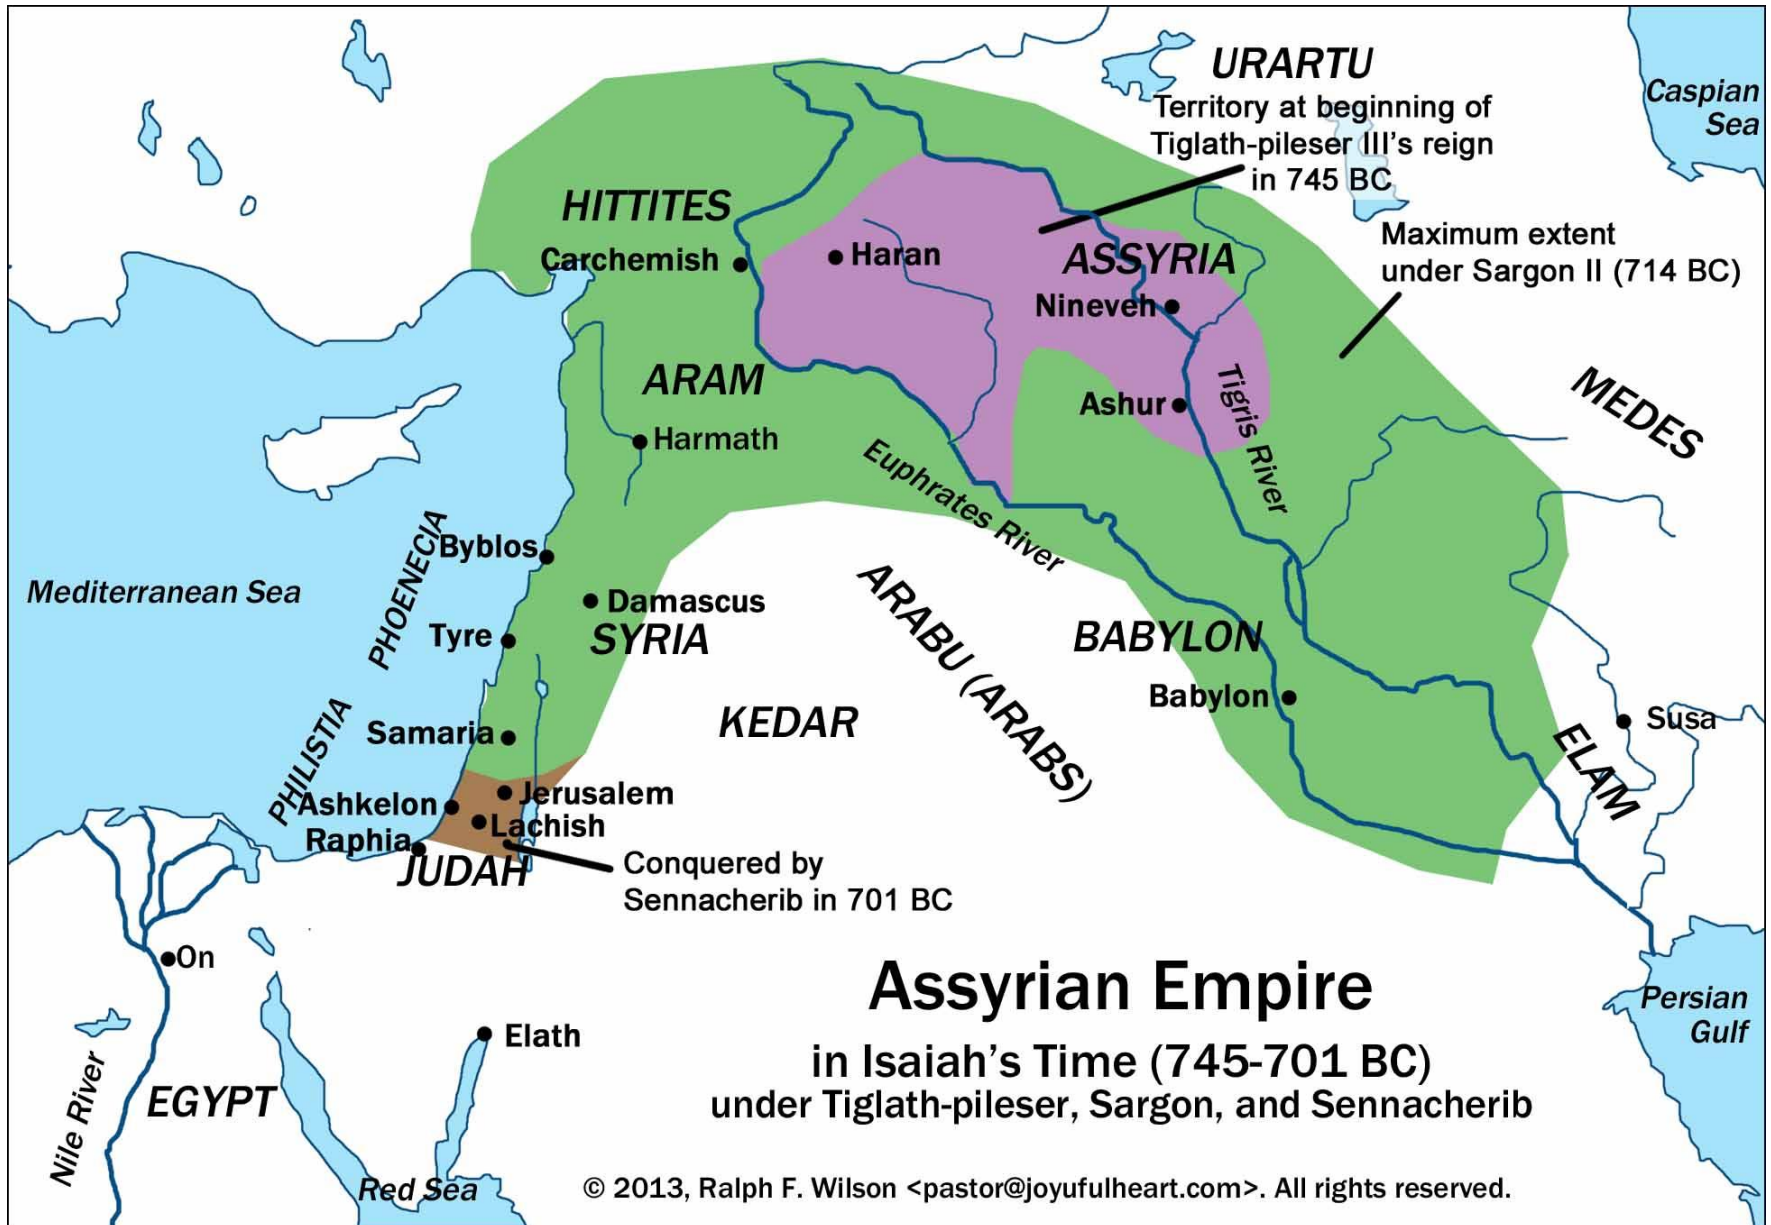 URARTU
Territory at beginning of
Tiglath-pileser III's reign
in 745 BC
Caspian
Sea
HITTITES
Carchemish
Haran
ASSYRIA
Nineveh
Maximum extent
under Sargon II (714 BC)
MEDES
ARAM
Harmath
Ashur
Tigris River
Euphrates River
PHOENECIA
Byblos
Mediterranean Sea
Damascus
SYRIA
Tyre
ARABU (ARABS)
BABYLON
Babylon
KEDAR
Samaria
PHILISTIA
Susa
ELAM
Jerusalem
Ashkelon
Lachish
Raphia
JUDAH
Conquered by
Sennacherib in 701 BC
On
Elath
EGYPT
Nile River
Red Sea
Persian
Gulf
Assyrian Empire
in Isaiah's Time (745-701 BC)
under Tiglath-pileser, Sargon, and Sennacherib
© 2013, Ralph F. Wilson <pastor@joyufulheart.com>. All rights reserved.